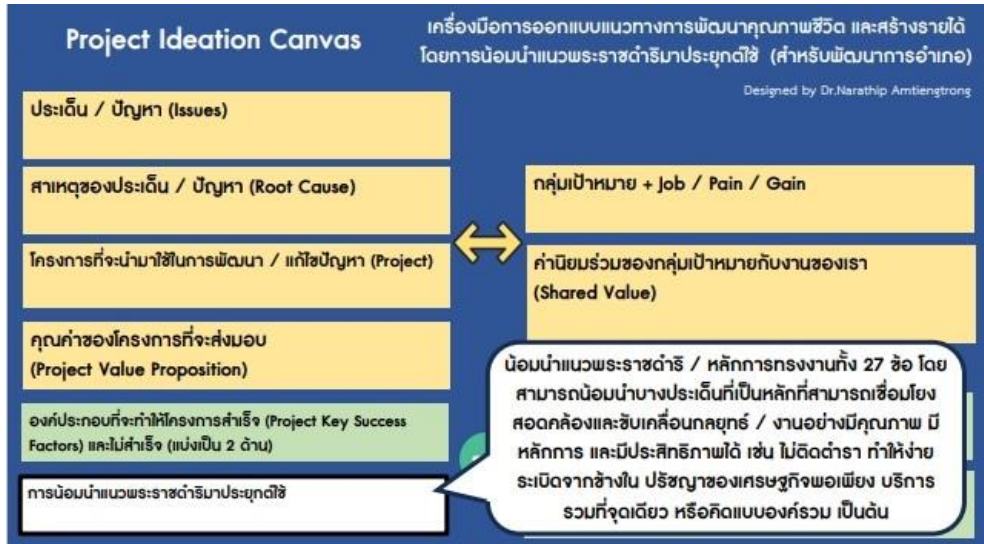 Project Ideation Canvas
เครื่องมือการออกแบบแนวทางการพัฒนาคุณภาพชีวิต และสร้างรายได้
โดยการน้อมนำแนวพระราชดำริมาประยุกต์ใช้ (สำหรับพัฒนาการอำเภอ)
Designed by Dr.Narathip Amtiengtrong
ประเด็น / ปัญหา (Issues)
สาเหตุของประเด็น / ปัญหา (Root Cause)
โครงการที่จะนำมาใช้ในการพัฒนา / แก้ไขปัญหา (Project)
คุณค่าของโครงการที่จะส่งมอบ
(Project Value Proposition)
องค์ประกอบที่จะทำให้โครงการสำเร็จ (Project Key Success
Factors) และไม่สำเร็จ (แบ่งเป็น 2 ด้าน)
การน้อมนำแนวพระราชดำริมาประยุกต์ใช้
กลุ่มเป้าหมาย + Job / Pain / Gain
ค่านิยมร่วมของกลุ่มเป้าหมายกับงานของเรา
(Shared Value)
น้อมนำแนวพระราชดำริ / หลักการทรงงานทั้ง 27 ข้อ โดย
สามารถน้อมนำบางประเด็นที่เป็นหลักที่สามารถเชื่อมโยง
สอดคล้องและขับเคลื่อนกลยุทธ์ / งานอย่างมีคุณภาพ มี
หลักการ และมีประสิทธิภาพได้ เช่น ไม่ติดตำรา ทำให้ง่าย
ระเบิดจากข้างใน ปรัชญาของเศรษฐกิจพอเพียง บริการ
รวมที่จุดเดียว หรือคิดแบบองค์รวม เป็นต้น